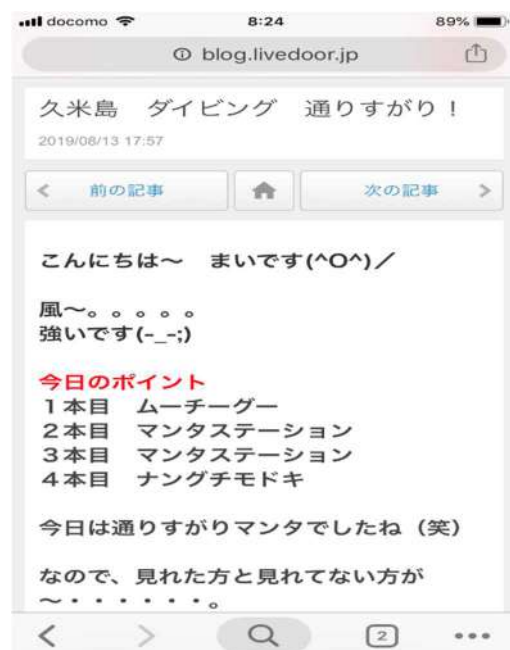 docomo 8:24 89%
blog.livedoor.jp
久米島　ダイビング　通りすがり！
2019/08/13 17:57
前の記事 次の記事
こんにちは～　まいです(^O^)／
風～。。。。。
強いです(-_-;)
今日のポイント
１本目　ムーチーグー
２本目　マンタステーション
３本目　マンタステーション
４本目　ナングチモドキ
今日は通りすがりマンタでしたね（笑）
なので、見れた方と見れてない方が
～・・・・・・。
2